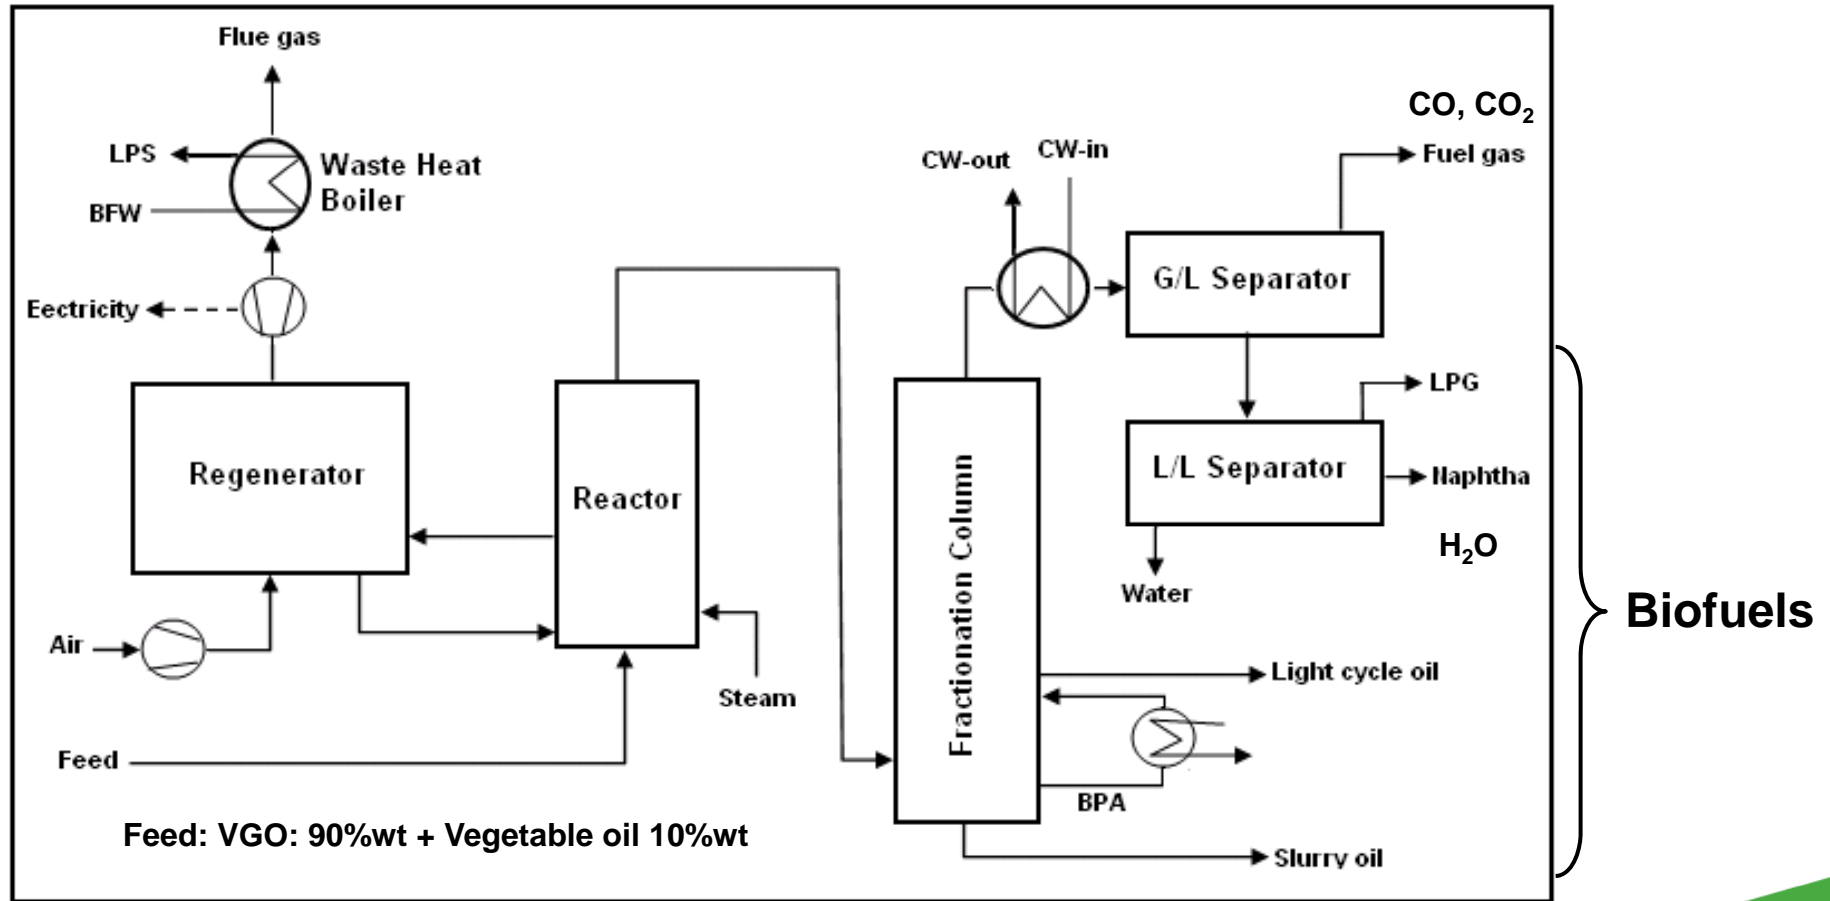 Flue gas
CO, CO₂
LPS
Waste Heat
Boiler
CW-out
CW-in
Fuel gas
BFW
G/L Separator
Eectricity
LPG
Regenerator
Reactor
Fractionation Column
L/L Separator
Naphtha
H₂O
Water
Biofuels
Air
Steam
Light cycle oil
Feed
BPA
Feed: VGO: 90%wt + Vegetable oil 10%wt
Slurry oil